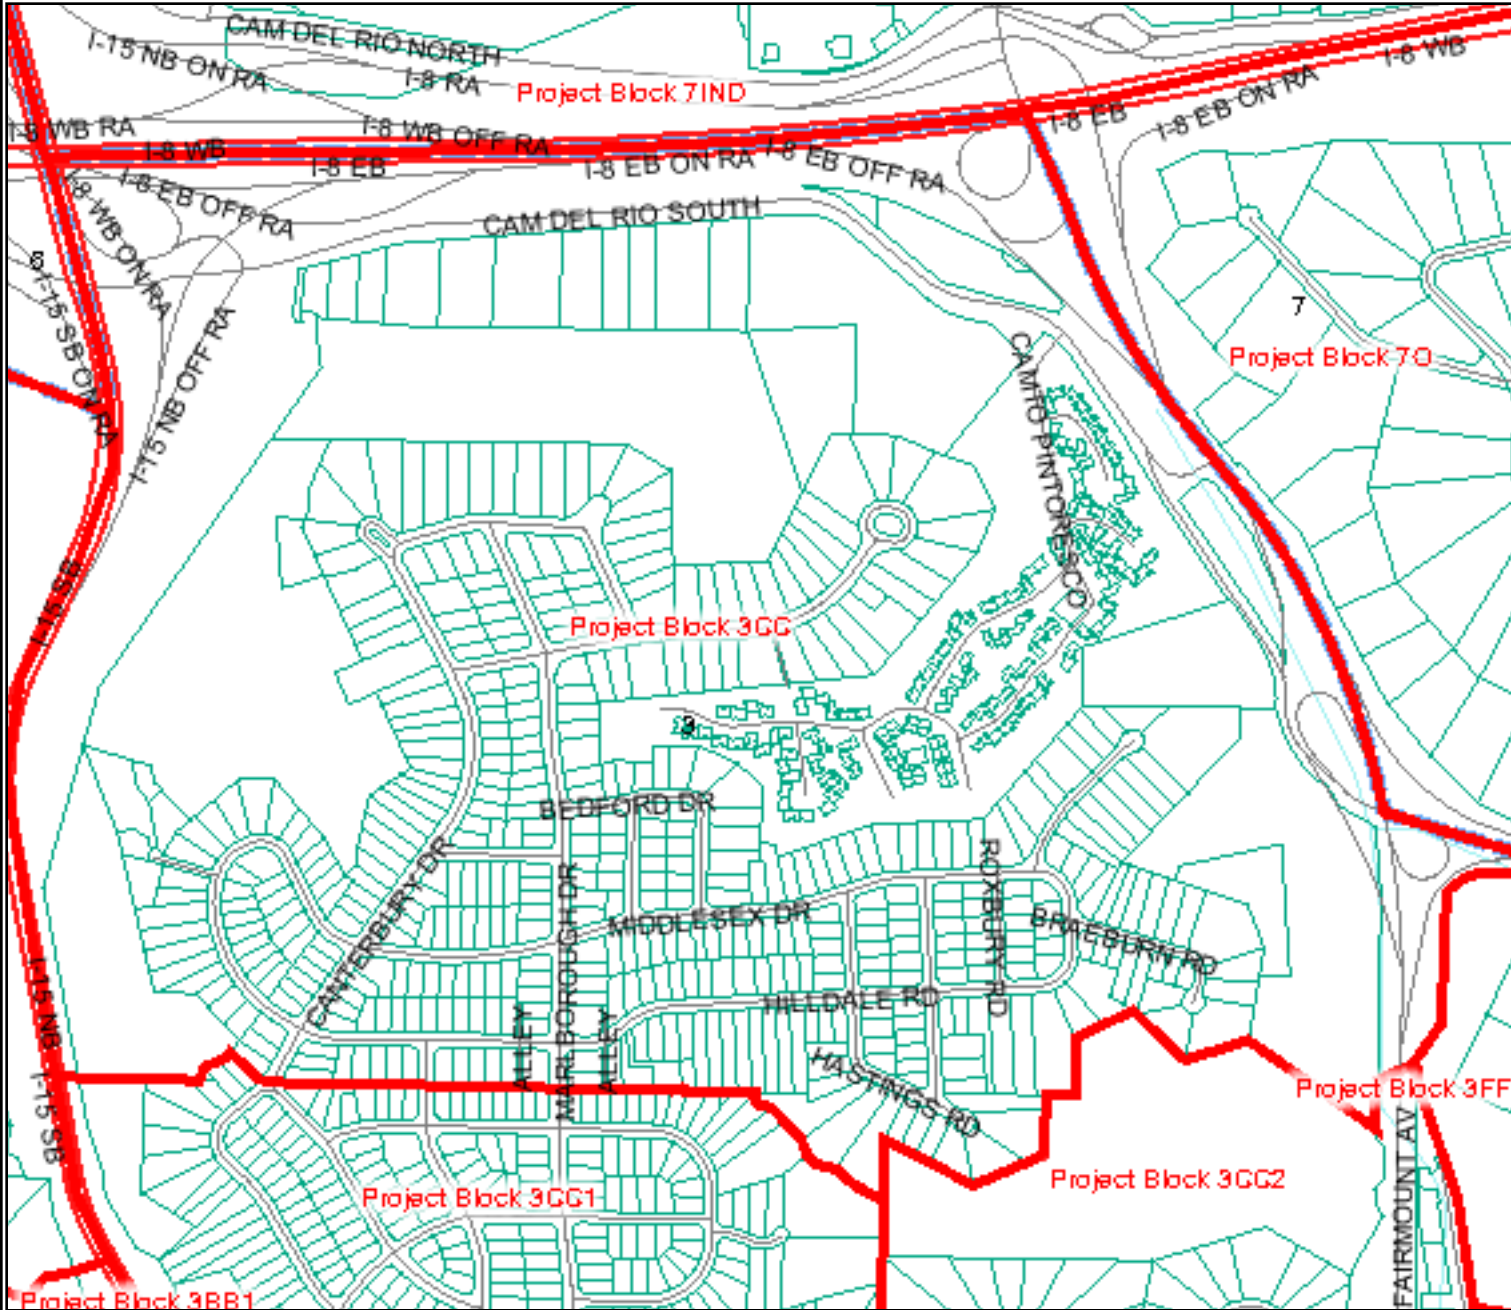 CAM DEL RIO NORTH
I-15 NB ON RA
I-8 RA
I-8 WB
Project Block 7IND
I-8 EB ON RA
I-8 EB
I-8 WB RA
I-8 WB OFF RA
I-8 WB
I-8 EB
I-8 EB ON RA
I-8 EB OFF RA
I-8 EB OFF RA
I-8 WB ON RA
CAM DEL RIO SOUTH
6
I-15 SB ON RA
I-15 NB OFF RA
7
Project Block 7O
CAMTO PINTORESCO
I-15 SB
Project Block 3CC
3
BEDFORD DR
CANTERBURY DR
MARLBOROUGH DR
MIDDLESEX DR
ROXBURY RD
BRAEBURN RD
HILLDALE RD
I-15 NB
ALLEY
ALLEY
HASTINGS RD
I-15 SB
Project Block 3FF
Project Block 3CC2
Project Block 3CC1
FAIRMOUNT AV
Project Block 3BB1